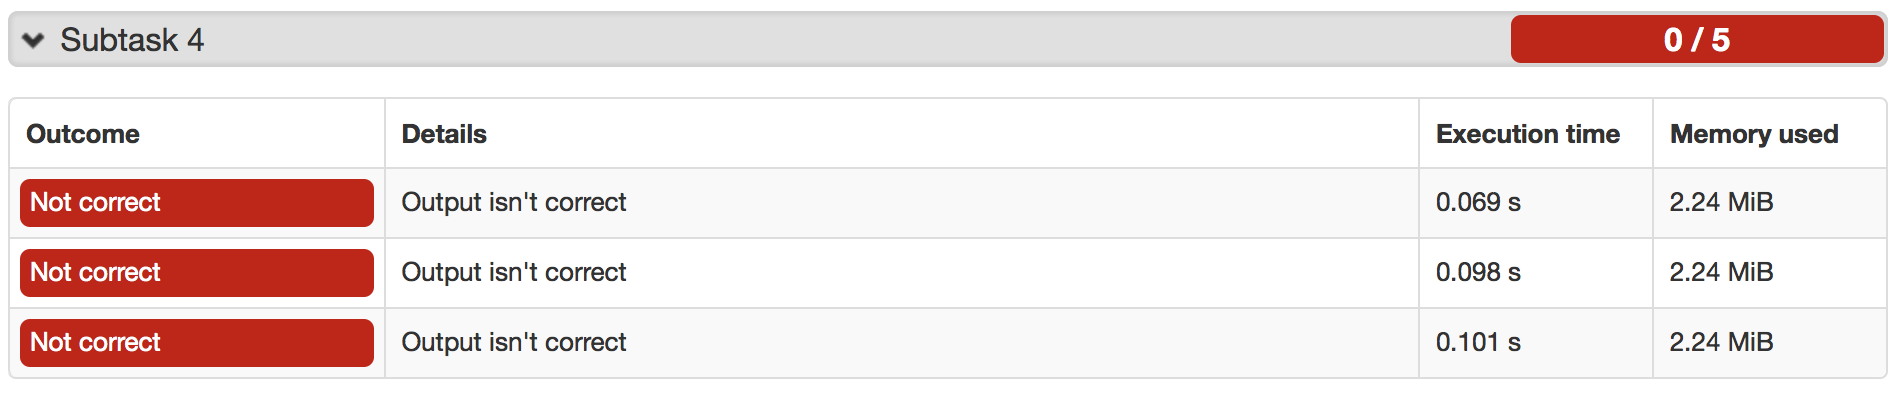 Subtask 4 0 / 5
Outcome Details Execution time Memory used
Not correct Output isn't correct 0.069 s 2.24 MiB
Not correct Output isn't correct 0.098 s 2.24 MiB
Not correct Output isn't correct 0.101 s 2.24 MiB